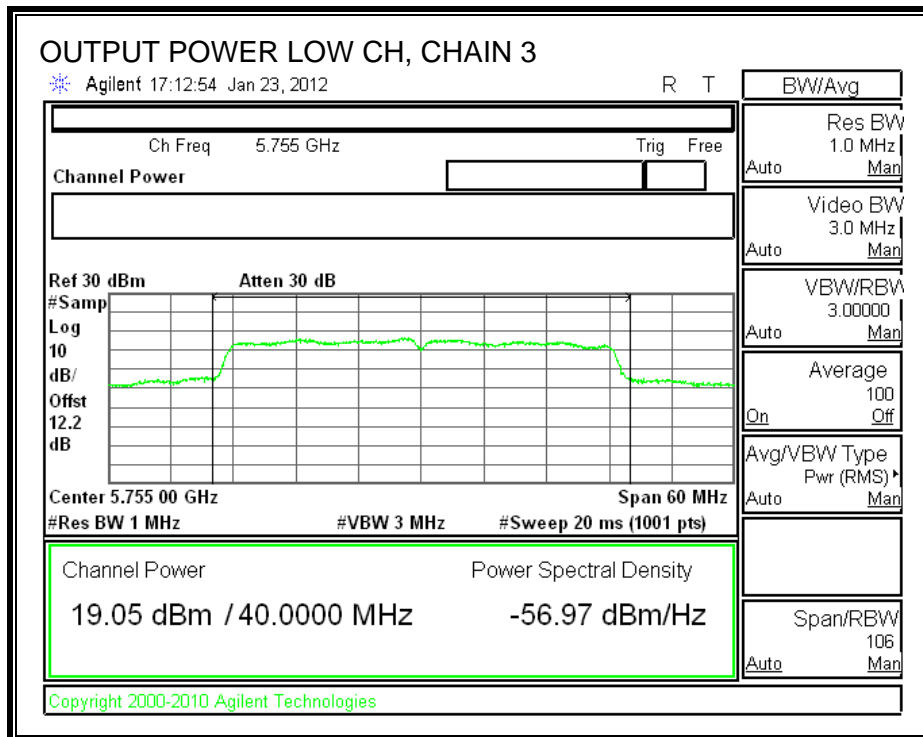 OUTPUT POWER LOW CH, CHAIN 3
Agilent 17:12:54 Jan 23, 2012 R T
BW/Avg
Ch Freq 5.755 GHz Trig Free
Channel Power
Res BW
1.0 MHz
Auto Man
Video BW
3.0 MHz
Auto Man
Ref 30 dBm Atten 30 dB
#Samp
Log
10
dB/
Offst
12.2
dB
VBW/RBW
3.00000
Auto Man
Average
100
On Off
Avg/VBW Type
Pwr (RMS)
Auto Man
Center 5.755 00 GHz Span 60 MHz
#Res BW 1 MHz #VBW 3 MHz #Sweep 20 ms (1001 pts)
Channel Power Power Spectral Density
19.05 dBm / 40.0000 MHz -56.97 dBm/Hz
Span/RBW
106
Auto Man
Copyright 2000-2010 Agilent Technologies